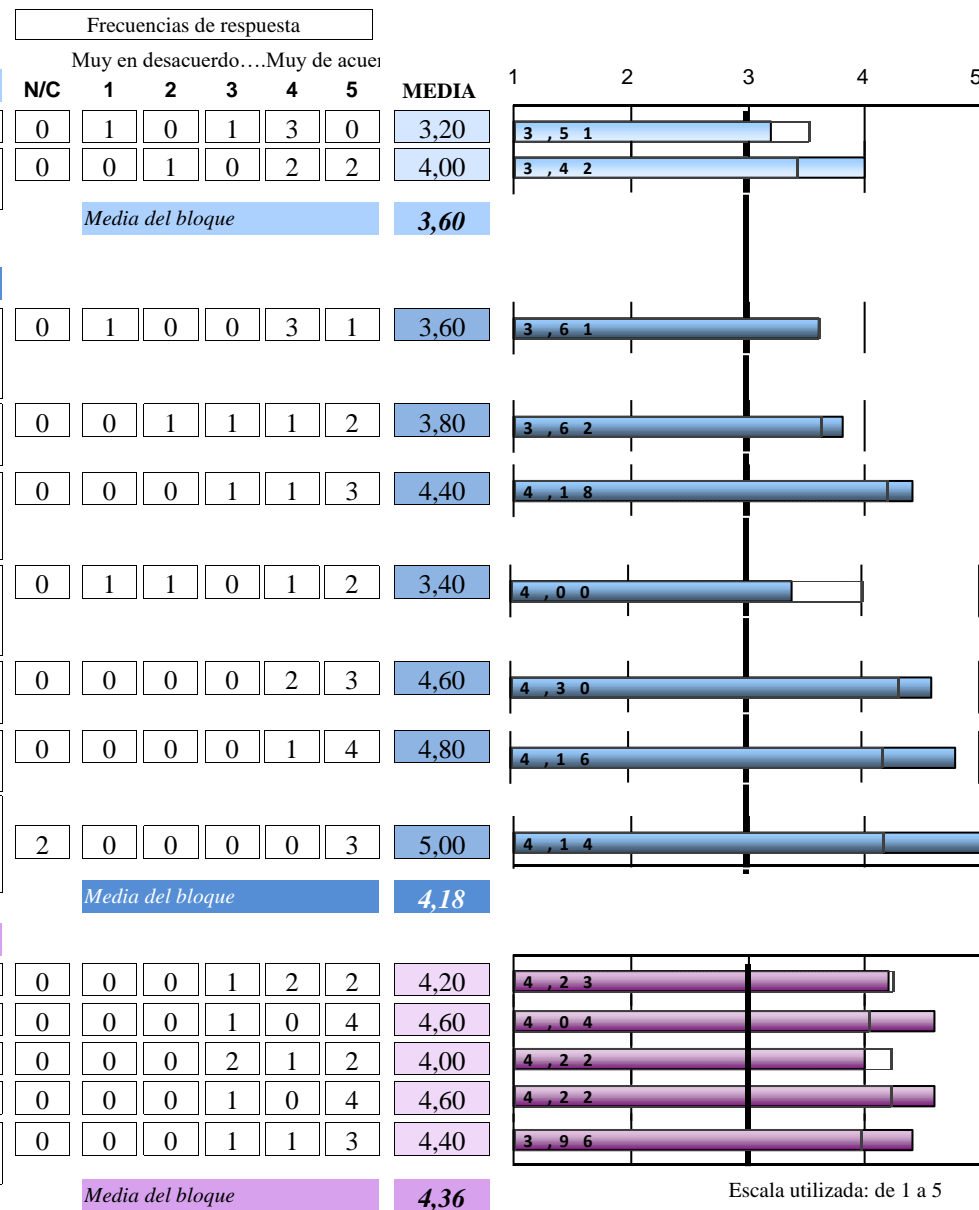 Frecuencias de respuesta
Muy en desacuerdo….Muy de acuer
N/C 1 2 3 4 5 MEDIA 1 2 3 4 5
0 1 0 1 3 0 3,20 3,51
0 0 1 0 2 2 4,00 3,42
Media del bloque 3,60
0 1 0 0 3 1 3,60 3,61
0 0 1 1 1 2 3,80 3,62
0 0 0 1 1 3 4,40 4,18
0 1 1 0 1 2 3,40 4,00
0 0 0 0 2 3 4,60 4,30
0 0 0 0 1 4 4,80 4,16
2 0 0 0 0 3 5,00 4,14
Media del bloque 4,18
0 0 0 1 2 2 4,20 4,23
0 0 0 1 0 4 4,60 4,04
0 0 0 2 1 2 4,00 4,22
0 0 0 1 0 4 4,60 4,22
0 0 0 1 1 3 4,40 3,96
Media del bloque 4,36 Escala utilizada: de 1 a 5